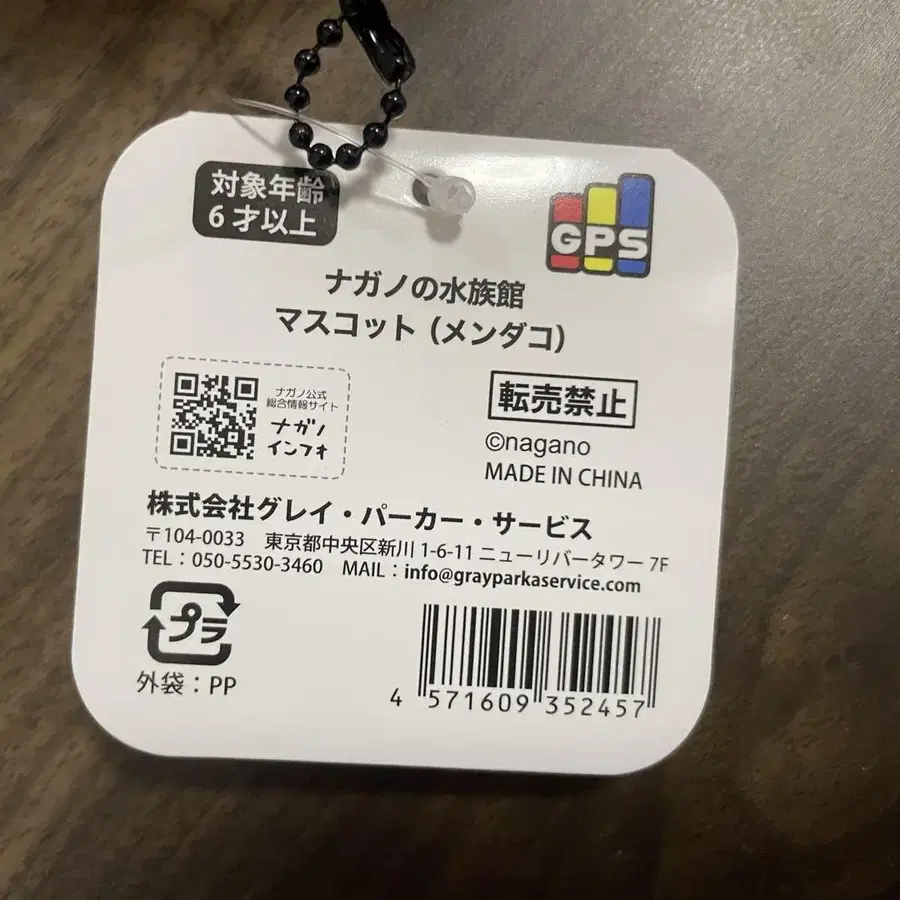 対象年齢
6才以上
GPS
ナガノの水族館
マスコット（メンダコ）
ナガノ公式
総合情報サイト
ナガノ
インフォ
転売禁止
©nagano
MADE IN CHINA
株式会社グレイ・パーカー・サービス
〒104-0033　東京都中央区新川 1-6-11 ニューリバータワー 7F
TEL：050-5530-3460　MAIL：info@grayparkaservice.com
プラ
外袋：PP
4 571609 352457